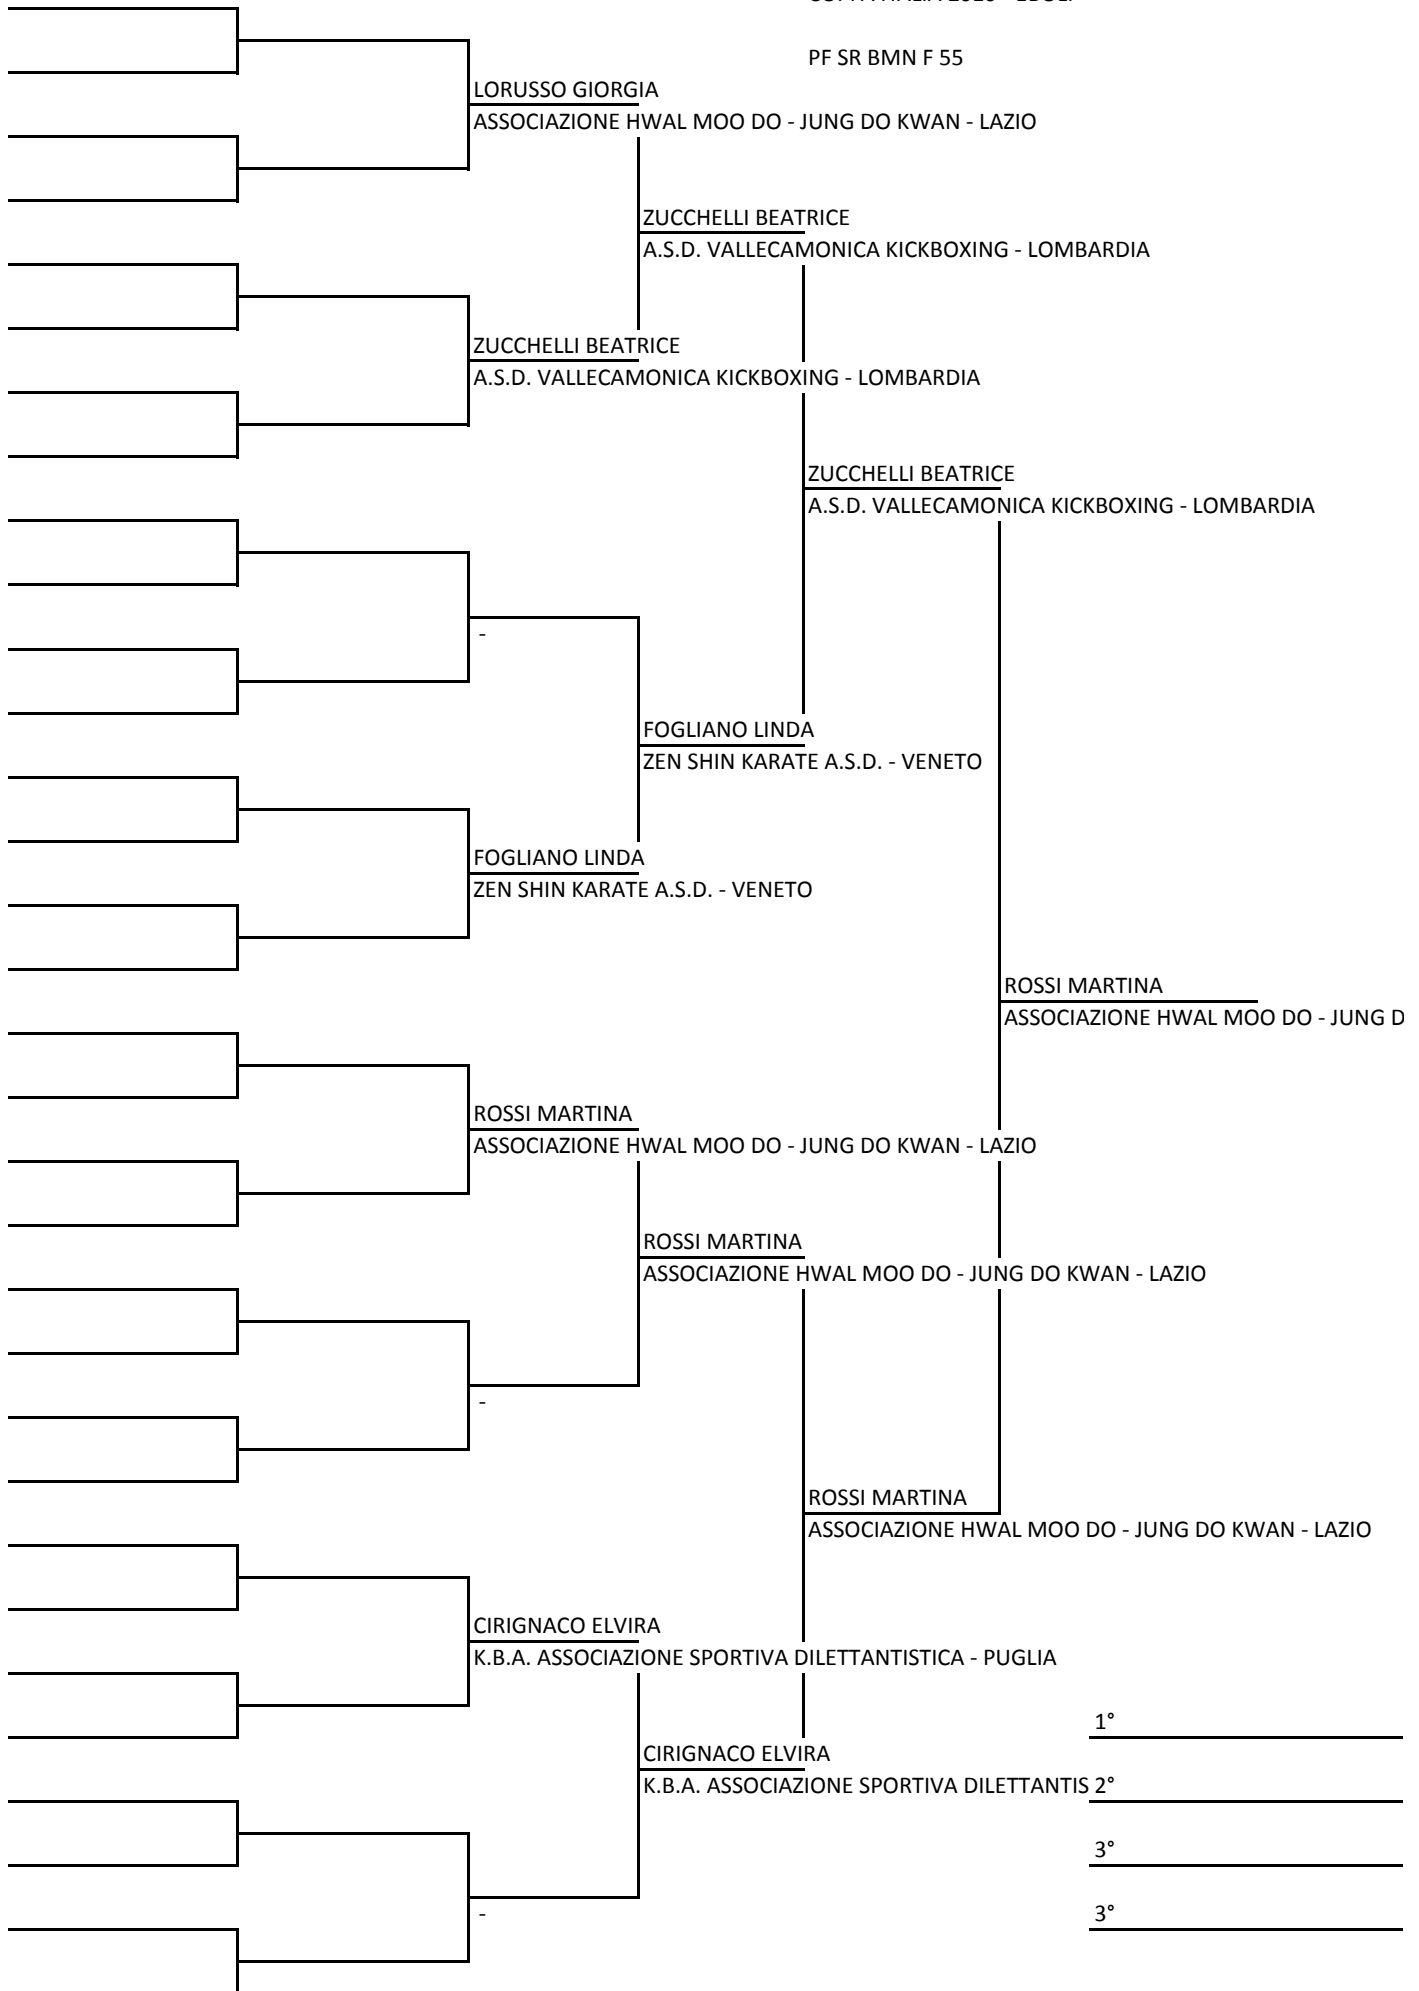 PF SR BMN F 55
LORUSSO GIORGIA
ASSOCIAZIONE HWAL MOO DO - JUNG DO KWAN - LAZIO
ZUCCHELLI BEATRICE
A.S.D. VALLECAMONICA KICKBOXING - LOMBARDIA
ZUCCHELLI BEATRICE
A.S.D. VALLECAMONICA KICKBOXING - LOMBARDIA
ZUCCHELLI BEATRICE
A.S.D. VALLECAMONICA KICKBOXING - LOMBARDIA
-
FOGLIANO LINDA
ZEN SHIN KARATE A.S.D. - VENETO
FOGLIANO LINDA
ZEN SHIN KARATE A.S.D. - VENETO
ROSSI MARTINA
ASSOCIAZIONE HWAL MOO DO - JUNG D
ROSSI MARTINA
ASSOCIAZIONE HWAL MOO DO - JUNG DO KWAN - LAZIO
ROSSI MARTINA
ASSOCIAZIONE HWAL MOO DO - JUNG DO KWAN - LAZIO
-
ROSSI MARTINA
ASSOCIAZIONE HWAL MOO DO - JUNG DO KWAN - LAZIO
CIRIGNACO ELVIRA
K.B.A. ASSOCIAZIONE SPORTIVA DILETTANTISTICA - PUGLIA
1°
CIRIGNACO ELVIRA
K.B.A. ASSOCIAZIONE SPORTIVA DILETTANTIS
2°
3°
-
3°